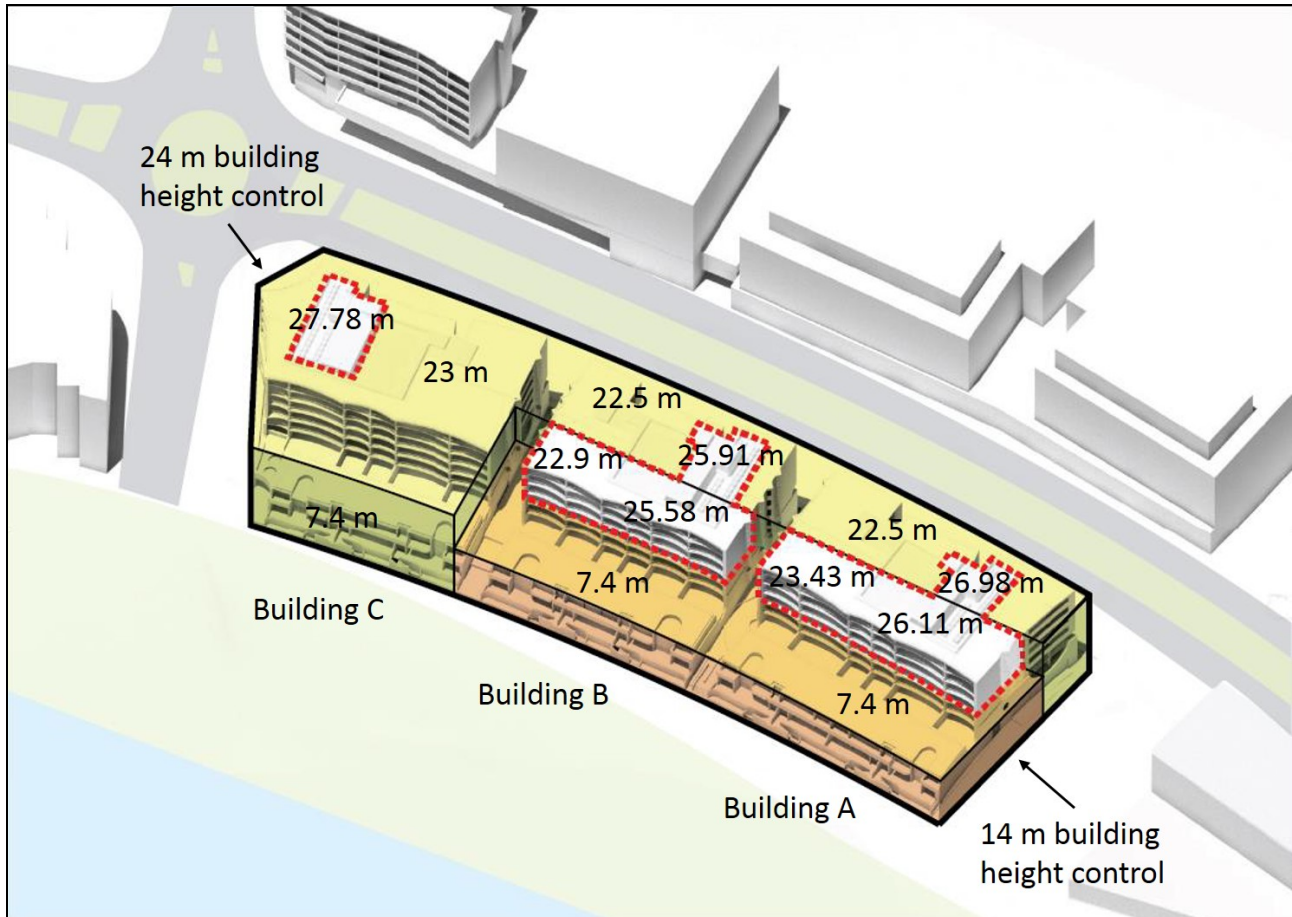 24 m building
height control
27.78 m
23 m
22.5 m
22.9 m
25.91 m
25.58 m
7.4 m
22.5 m
23.43 m
26.98 m
7.4 m
26.11 m
Building C
7.4 m
Building B
Building A
14 m building
height control